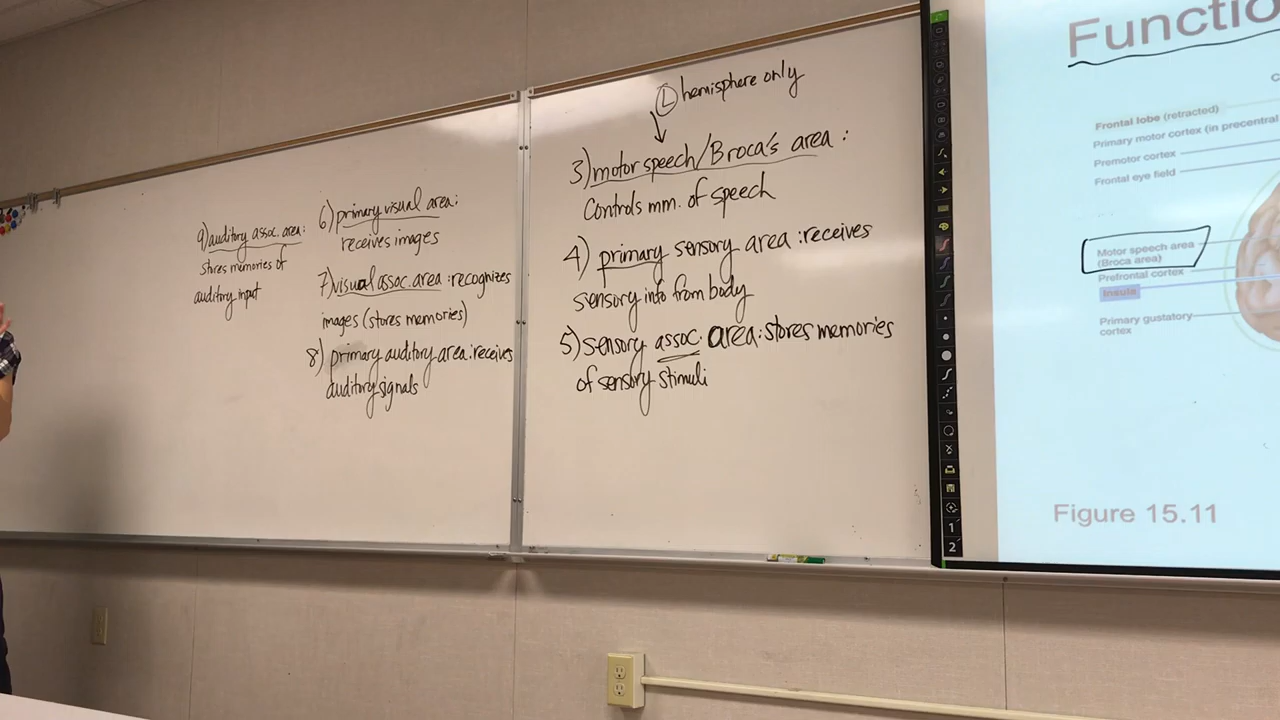 Ⓛ hemisphere only
3) motor speech/Broca's area:
Controls mm. of speech
4) primary sensory area: receives
sensory info from body
5) sensory assoc. area: stores memories
of sensory stimuli
6) primary visual area:
receives images
7) visual assoc. area: recognizes
images (stores memories)
8) primary auditory area: receives
auditory signals
9) auditory assoc. area:
stores memories of
auditory input
Functio
C
Frontal lobe (retracted)
Primary motor cortex (in precentral
Premotor cortex
Frontal eye field
Motor speech area
(Broca area)
Prefrontal cortex
Insula
Primary gustatory
cortex
Figure 15.11
1
2